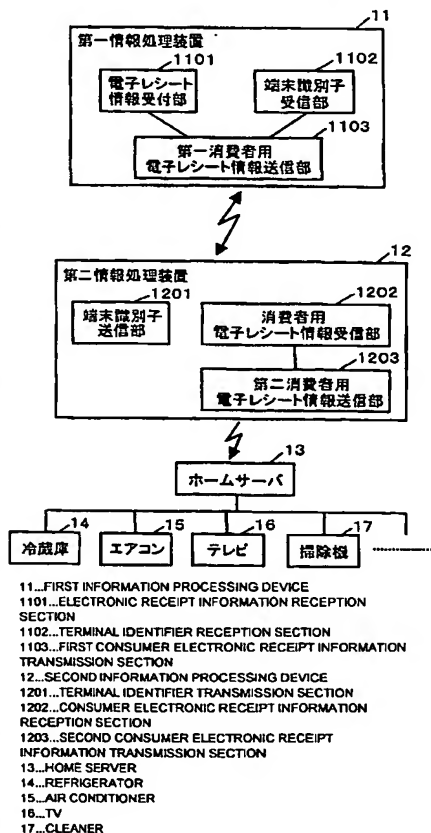 11
第一情報処理装置
1101
1102
電子レシート
情報受付部
端末識別子
受信部
1103
第一消費者用
電子レシート情報送信部
12
第二情報処理装置
1201
1202
端末識別子
送信部
消費者用
電子レシート情報受信部
1203
第二消費者用
電子レシート情報送信部
13
ホームサーバ
14
15
16
17
冷蔵庫
エアコン
テレビ
掃除機
11...FIRST INFORMATION PROCESSING DEVICE
1101...ELECTRONIC RECEIPT INFORMATION RECEPTION
SECTION
1102...TERMINAL IDENTIFIER RECEPTION SECTION
1103...FIRST CONSUMER ELECTRONIC RECEIPT INFORMATION
TRANSMISSION SECTION
12...SECOND INFORMATION PROCESSING DEVICE
1201...TERMINAL IDENTIFIER TRANSMISSION SECTION
1202...CONSUMER ELECTRONIC RECEIPT INFORMATION
RECEPTION SECTION
1203...SECOND CONSUMER ELECTRONIC RECEIPT
INFORMATION TRANSMISSION SECTION
13...HOME SERVER
14...REFRIGERATOR
15...AIR CONDITIONER
16...TV
17...CLEANER